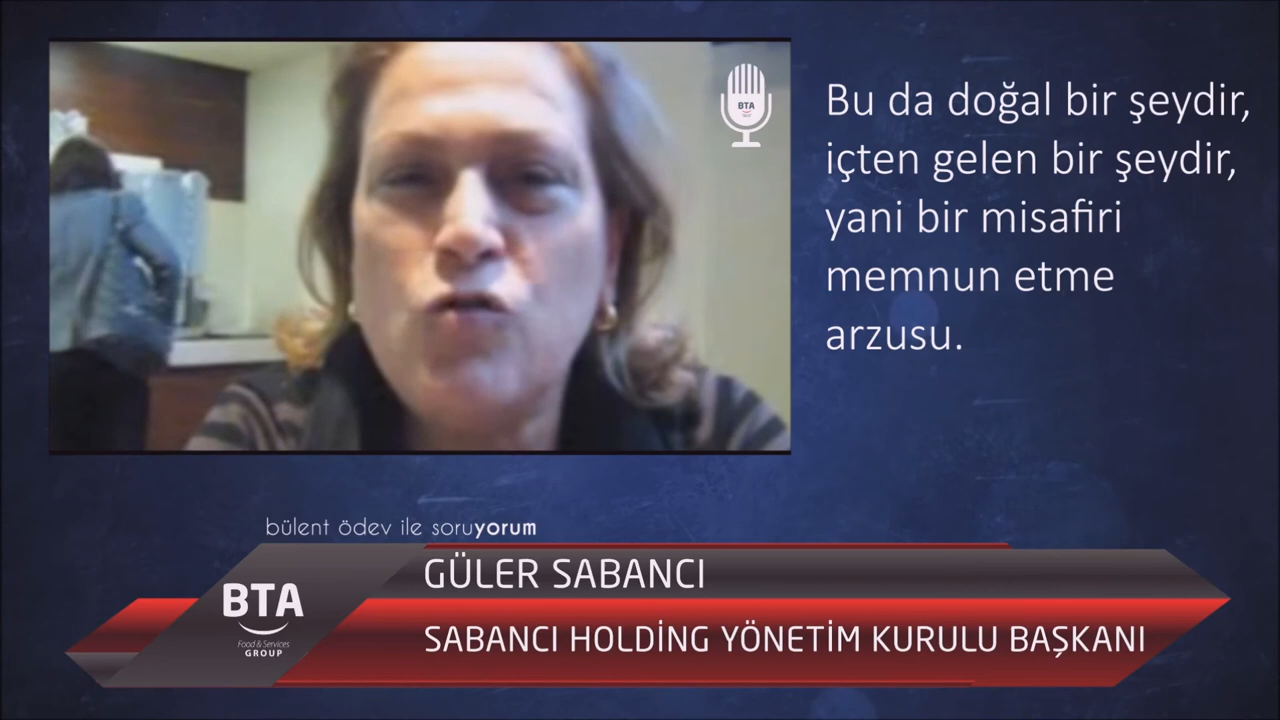 BTA
Bu da doğal bir şeydir,
içten gelen bir şeydir,
yani bir misafiri
memnun etme
arzusu.
bülent ödev ile soruyorum
GÜLER SABANCI
BTA
Food & Services
GROUP
SABANCI HOLDİNG YÖNETİM KURULU BAŞKANI